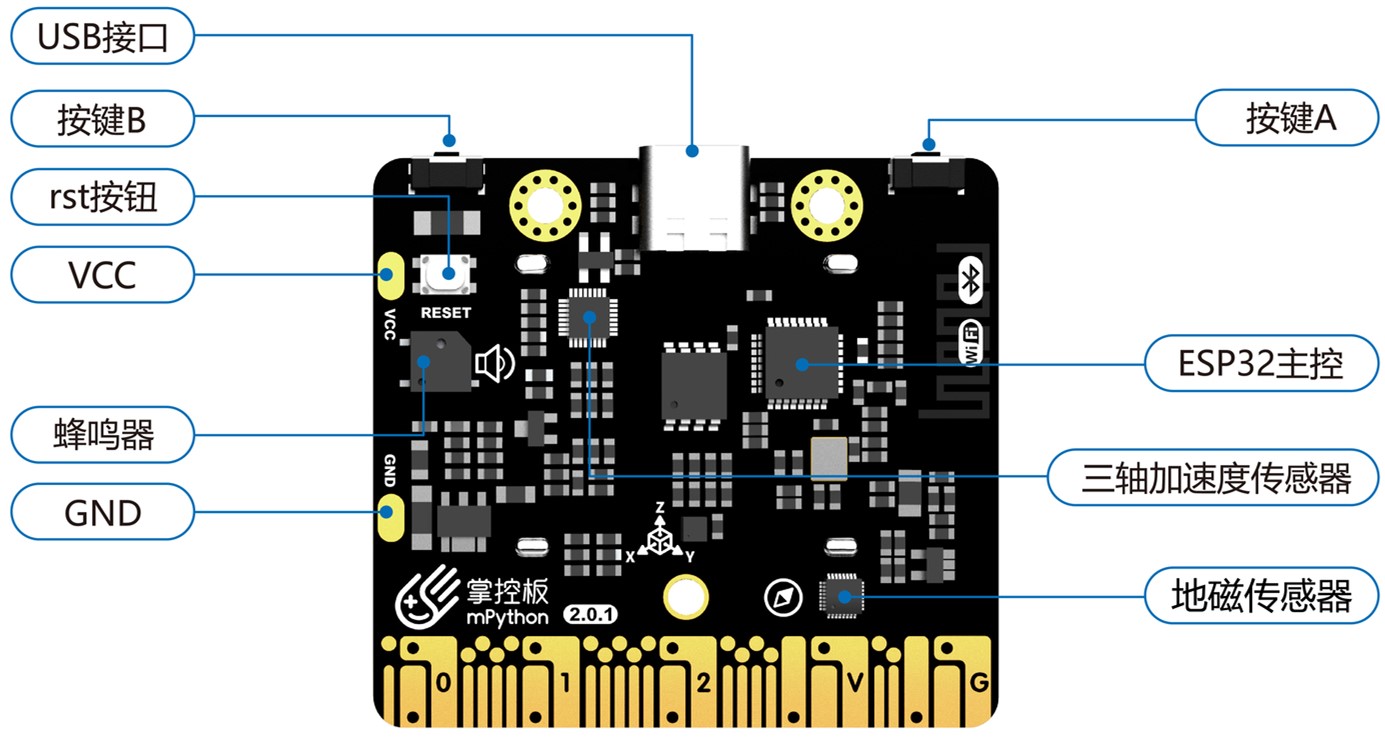 USB接口
按键B
按键A
rst按钮
VCC
RESET
VCC
WiFi
ESP32主控
蜂鸣器
GND
三轴加速度传感器
GND
Z
X
Y
掌控板
mPython
2.0.1
地磁传感器
0
1
2
V
G